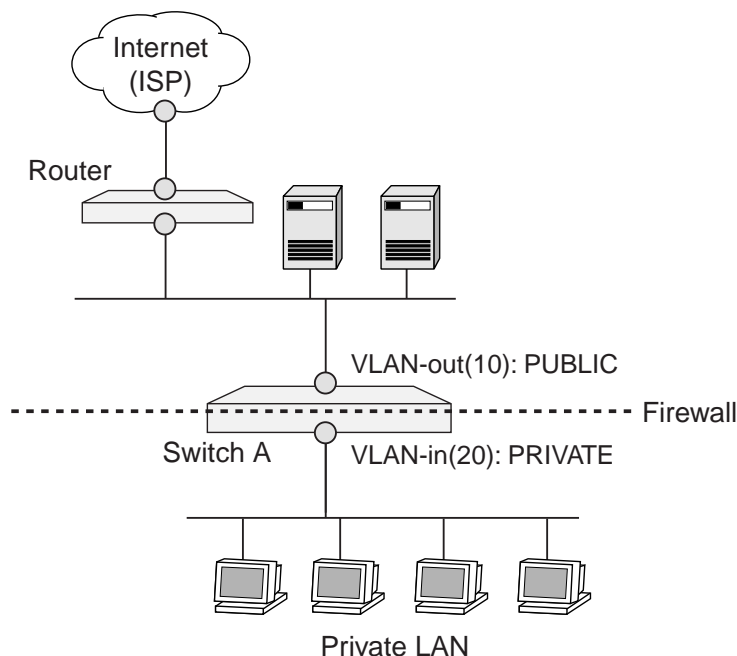 Internet
(ISP)
Router
VLAN-out(10): PUBLIC
Firewall
Switch A
VLAN-in(20): PRIVATE
Private LAN